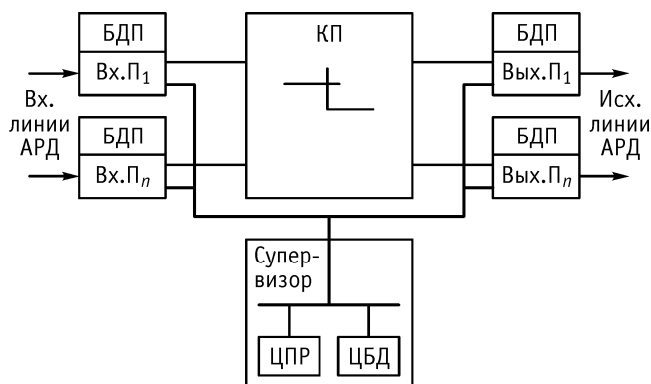 БДП
Вх.П1
КП
БДП
Вых.П1
Вх.
линии
АРД
Исх.
линии
АРД
БДП
Вх.Пn
БДП
Вых.Пn
Супер-
визор
ЦПР
ЦБД